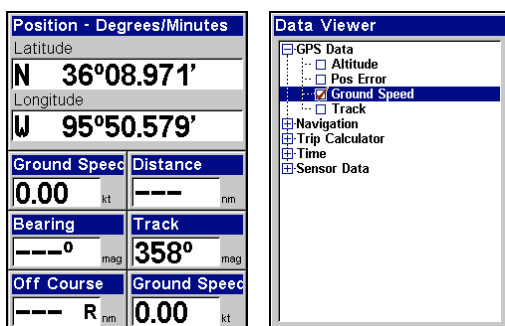 Position - Degrees/Minutes
Latitude
N 36º08.971’
Longitude
W 95º50.579’
Ground Speed Distance
0.00 kt --- nm
Bearing Track
---º mag 358º mag
Off Course Ground Speed
--- R nm 0.00 kt
Data Viewer
GPS Data
Altitude
Pos Error
Ground Speed
Track
Navigation
Trip Calculator
Time
Sensor Data